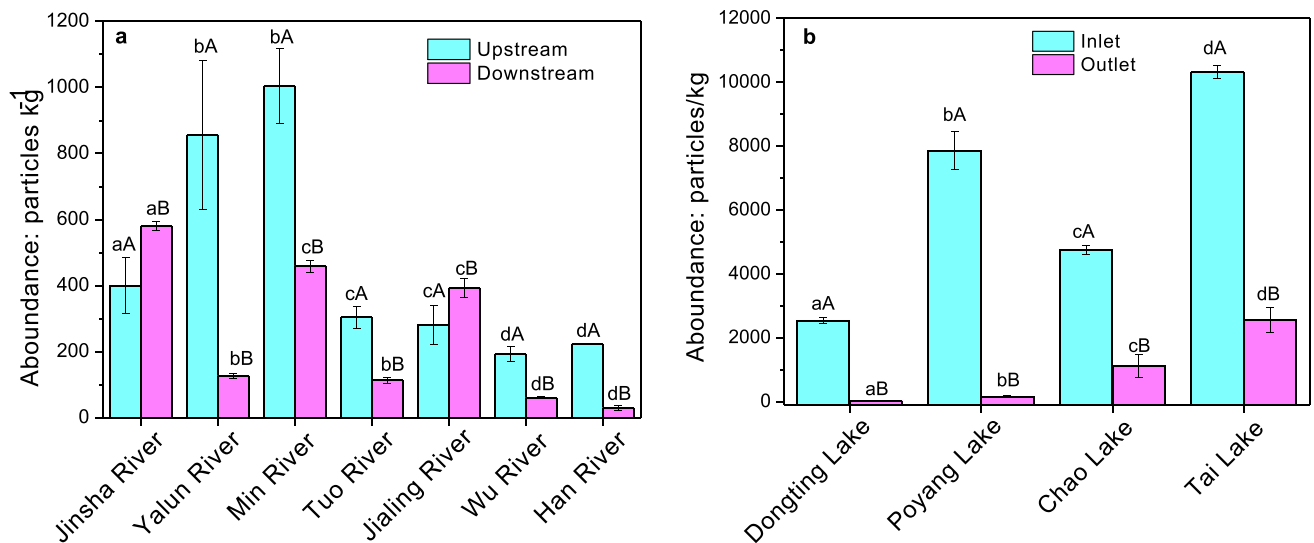 a
Upstream
Downstream
Aboundance: particles kg-1
1200
1000
800
600
400
200
0
aA
aB
bA
bB
bA
cB
cA
bB
cA
cB
dA
dB
dA
dB
Jinsha River
Yalun River
Min River
Tuo River
Jialing River
Wu River
Han River
b
Inlet
Outlet
Aboundance: particles/kg
12000
10000
8000
6000
4000
2000
0
aA
aB
bA
bB
cA
cB
dA
dB
Dongting Lake
Poyang Lake
Chao Lake
Tai Lake